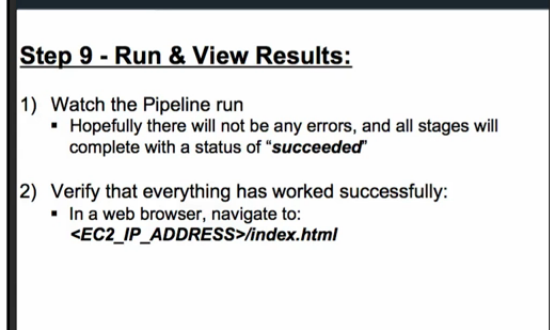 Step 9 - Run & View Results:
1) Watch the Pipeline run
▪ Hopefully there will not be any errors, and all stages will
complete with a status of “succeeded”
2) Verify that everything has worked successfully:
▪ In a web browser, navigate to:
<EC2_IP_ADDRESS>/index.html